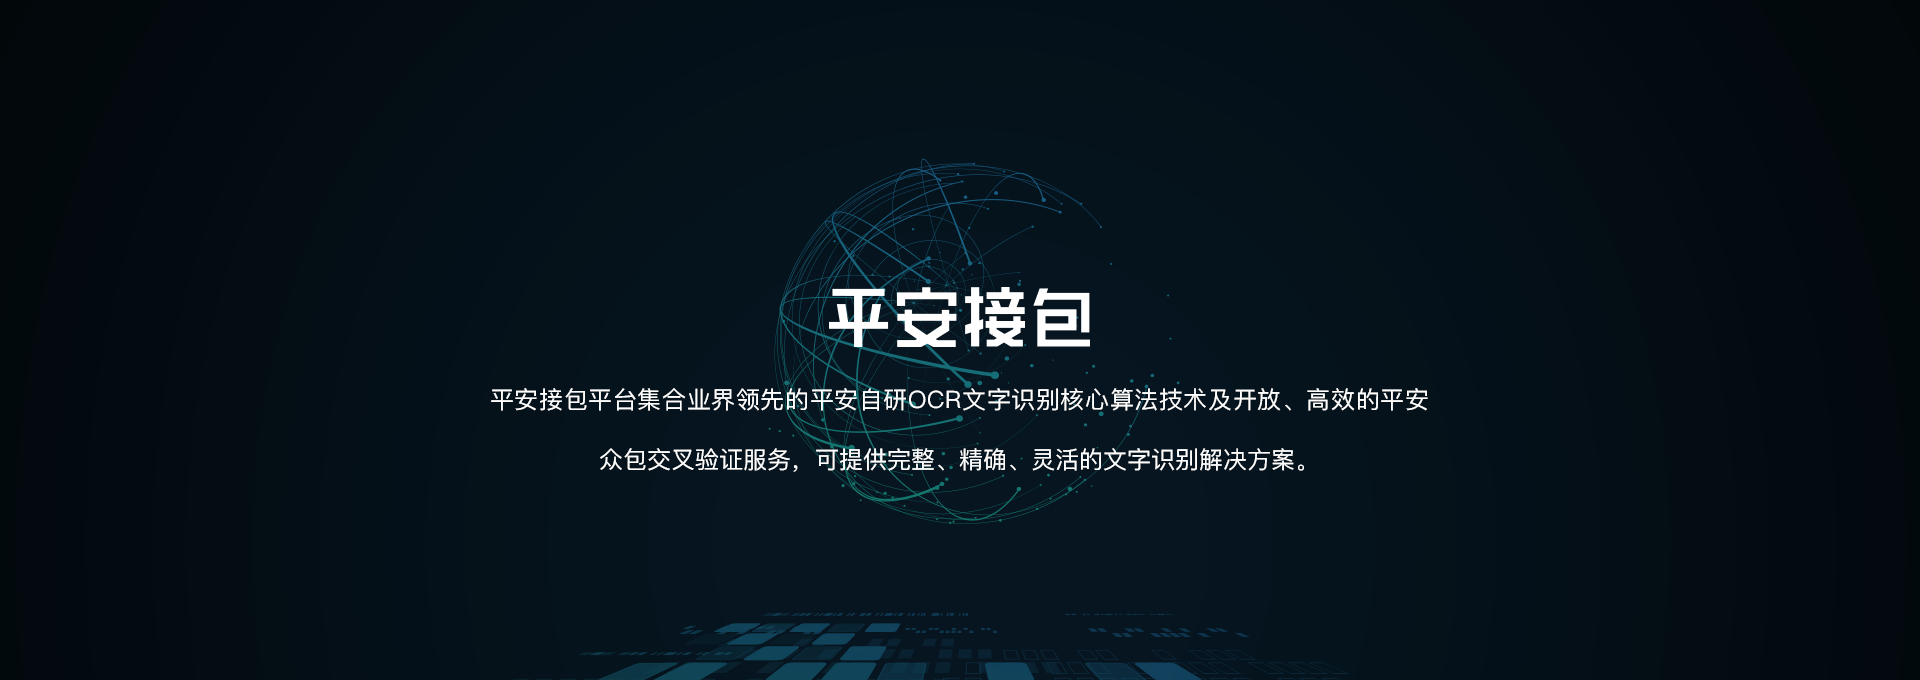 平安接包
平安接包平台集合业界领先的平安自研OCR文字识别核心算法技术及开放、高效的平安
众包交叉验证服务，可提供完整、精确、灵活的文字识别解决方案。